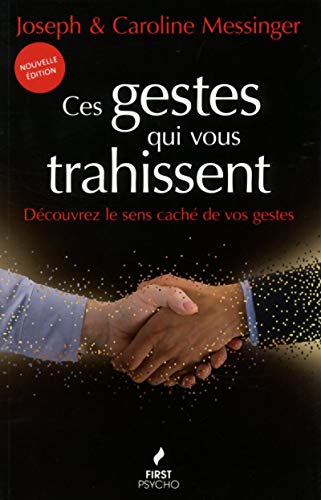 Joseph & Caroline Messinger
NOUVELLE
ÉDITION
Ces gestes
qui vous
trahissent
Découvrez le sens caché de vos gestes
FIRST
PSYCHO